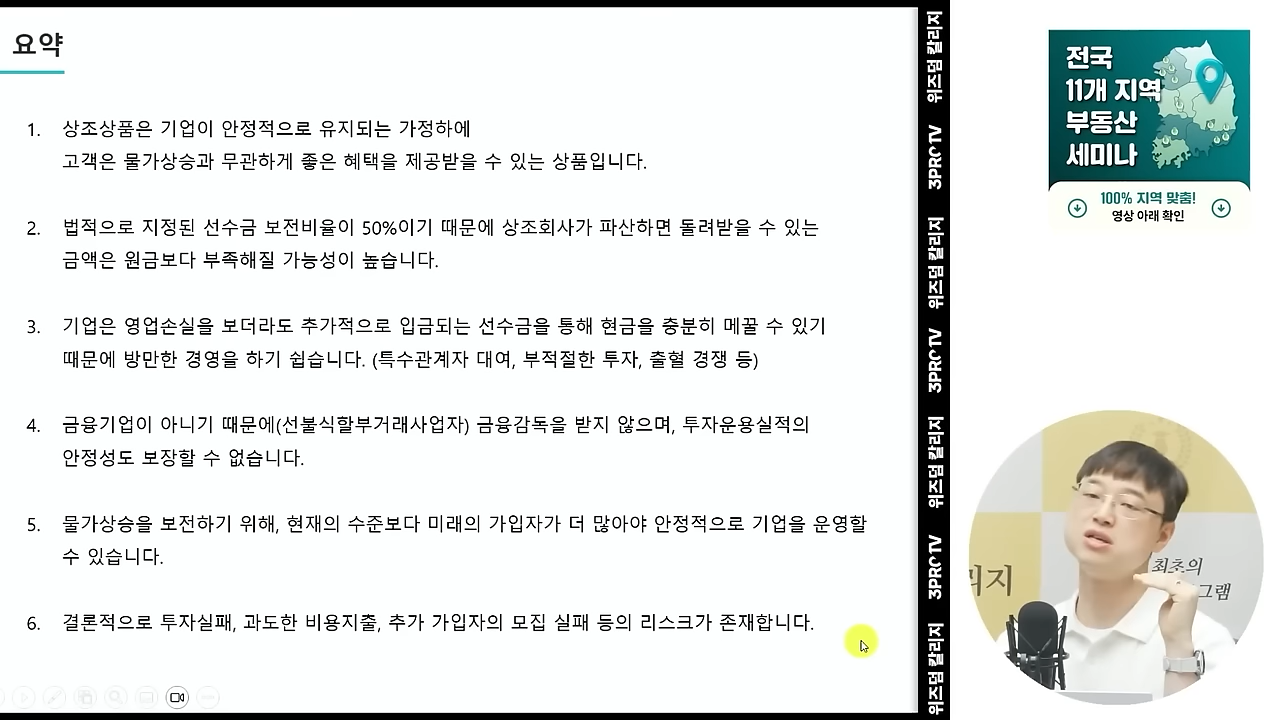 요약
1. 상조상품은 기업이 안정적으로 유지되는 가정하에
고객은 물가상승과 무관하게 좋은 혜택을 제공받을 수 있는 상품입니다.
2. 법적으로 지정된 선수금 보전비율이 50%이기 때문에 상조회사가 파산하면 돌려받을 수 있는
금액은 원금보다 부족해질 가능성이 높습니다.
3. 기업은 영업손실을 보더라도 추가적으로 입금되는 선수금을 통해 현금을 충분히 메꿀 수 있기
때문에 방만한 경영을 하기 쉽습니다. (특수관계자 대여, 부적절한 투자, 출혈 경쟁 등)
4. 금융기업이 아니기 때문에(선불식할부거래사업자) 금융감독을 받지 않으며, 투자운용실적의
안정성도 보장할 수 없습니다.
5. 물가상승을 보전하기 위해, 현재의 수준보다 미래의 가입자가 더 많아야 안정적으로 기업을 운영할
수 있습니다.
6. 결론적으로 투자실패, 과도한 비용지출, 추가 가입자의 모집 실패 등의 리스크가 존재합니다.
위즈덤 칼리지
3PROTV
위즈덤 칼리지
3PROTV
위즈덤 칼리지
3PROTV
위즈덤 칼리지
전국
11개 지역
부동산
세미나
100% 지역 맞춤!
영상 아래 확인
리지
최초의
그램